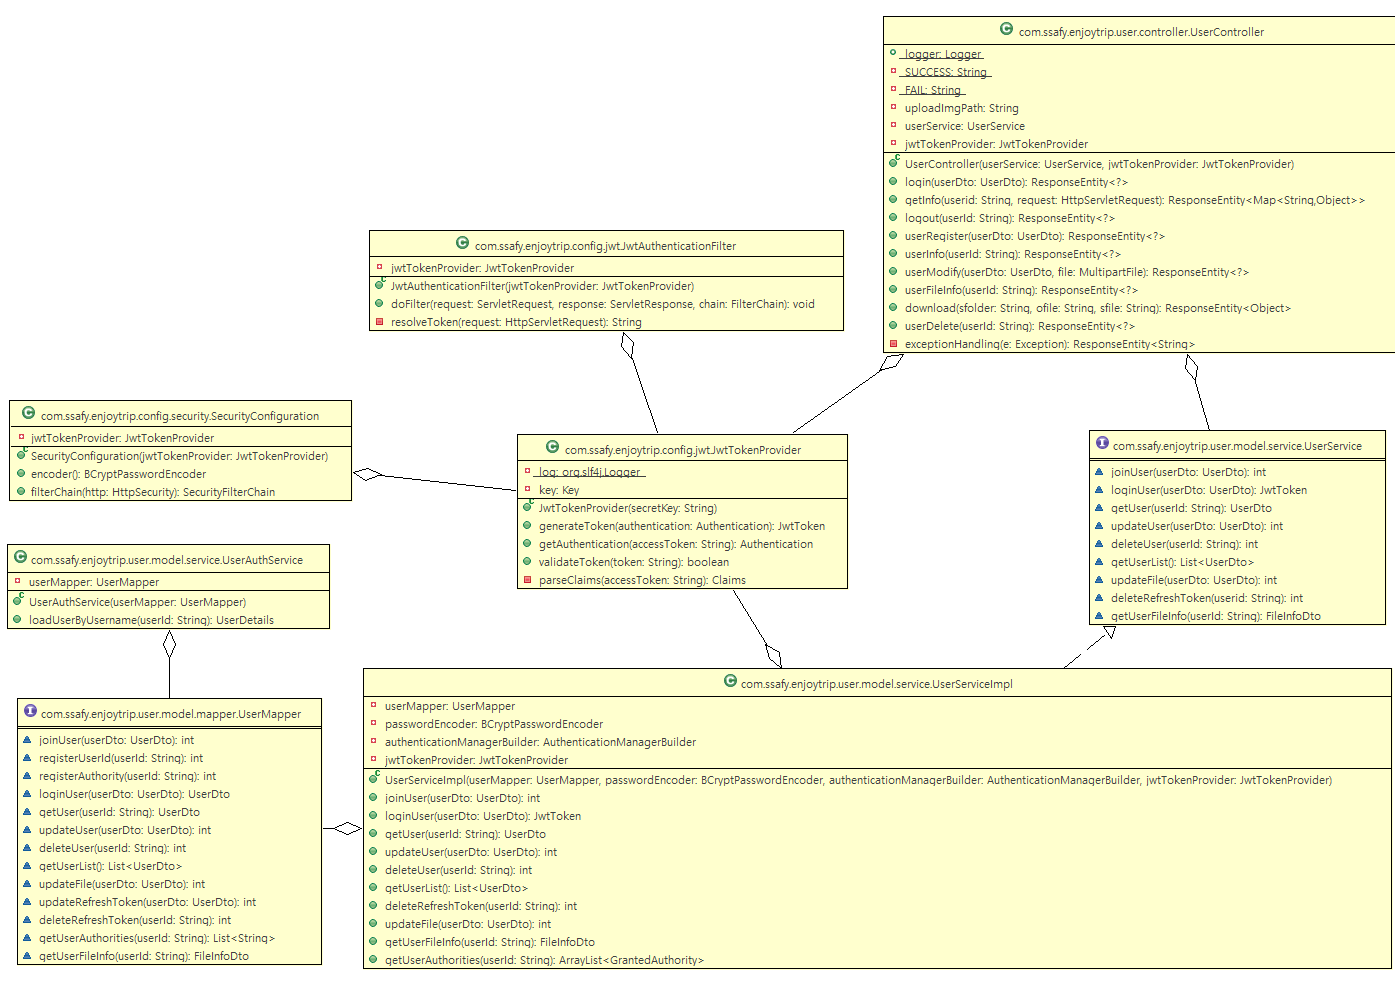 com.ssafy.enjoytrip.user.controller.UserController
logger: Logger
SUCCESS: String
FAIL: String
uploadImgPath: String
userService: UserService
jwtTokenProvider: JwtTokenProvider
UserController(userService: UserService, jwtTokenProvider: JwtTokenProvider)
login(userDto: UserDto): ResponseEntity<?>
getInfo(userid: String, request: HttpServletRequest): ResponseEntity<Map<String,Object>>
logout(userId: String): ResponseEntity<?>
userRegister(userDto: UserDto): ResponseEntity<?>
userInfo(userId: String): ResponseEntity<?>
userModify(userDto: UserDto, file: MultipartFile): ResponseEntity<?>
userFileInfo(userId: String): ResponseEntity<?>
download(sfolder: String, ofile: String, sfile: String): ResponseEntity<Object>
userDelete(userId: String): ResponseEntity<?>
exceptionHandling(e: Exception): ResponseEntity<String>
com.ssafy.enjoytrip.config.jwt.JwtAuthenticationFilter
jwtTokenProvider: JwtTokenProvider
JwtAuthenticationFilter(jwtTokenProvider: JwtTokenProvider)
doFilter(request: ServletRequest, response: ServletResponse, chain: FilterChain): void
resolveToken(request: HttpServletRequest): String
com.ssafy.enjoytrip.config.security.SecurityConfiguration
jwtTokenProvider: JwtTokenProvider
SecurityConfiguration(jwtTokenProvider: JwtTokenProvider)
encoder(): BCryptPasswordEncoder
filterChain(http: HttpSecurity): SecurityFilterChain
com.ssafy.enjoytrip.config.jwt.JwtTokenProvider
log: org.slf4j.Logger
key: Key
JwtTokenProvider(secretKey: String)
generateToken(authentication: Authentication): JwtToken
getAuthentication(accessToken: String): Authentication
validateToken(token: String): boolean
parseClaims(accessToken: String): Claims
com.ssafy.enjoytrip.user.model.service.UserService
joinUser(userDto: UserDto): int
loginUser(userDto: UserDto): JwtToken
getUser(userId: String): UserDto
updateUser(userDto: UserDto): int
deleteUser(userId: String): int
getUserList(): List<UserDto>
updateFile(userDto: UserDto): int
deleteRefreshToken(userid: String): int
getUserFileInfo(userId: String): FileInfoDto
com.ssafy.enjoytrip.user.model.service.UserAuthService
userMapper: UserMapper
UserAuthService(userMapper: UserMapper)
loadUserByUsername(userId: String): UserDetails
com.ssafy.enjoytrip.user.model.mapper.UserMapper
joinUser(userDto: UserDto): int
registerUserId(userId: String): int
registerAuthority(userId: String): int
loginUser(userDto: UserDto): UserDto
getUser(userId: String): UserDto
updateUser(userDto: UserDto): int
deleteUser(userId: String): int
getUserList(): List<UserDto>
updateFile(userDto: UserDto): int
updateRefreshToken(userDto: UserDto): int
deleteRefreshToken(userId: String): int
getUserAuthorities(userId: String): List<String>
getUserFileInfo(userId: String): FileInfoDto
com.ssafy.enjoytrip.user.model.service.UserServiceImpl
userMapper: UserMapper
passwordEncoder: BCryptPasswordEncoder
authenticationManagerBuilder: AuthenticationManagerBuilder
jwtTokenProvider: JwtTokenProvider
UserServiceImpl(userMapper: UserMapper, passwordEncoder: BCryptPasswordEncoder, authenticationManagerBuilder: AuthenticationManagerBuilder, jwtTokenProvider: JwtTokenProvider)
joinUser(userDto: UserDto): int
loginUser(userDto: UserDto): JwtToken
getUser(userId: String): UserDto
updateUser(userDto: UserDto): int
deleteUser(userId: String): int
getUserList(): List<UserDto>
deleteRefreshToken(userId: String): int
updateFile(userDto: UserDto): int
getUserFileInfo(userId: String): FileInfoDto
getUserAuthorities(userId: String): ArrayList<GrantedAuthority>